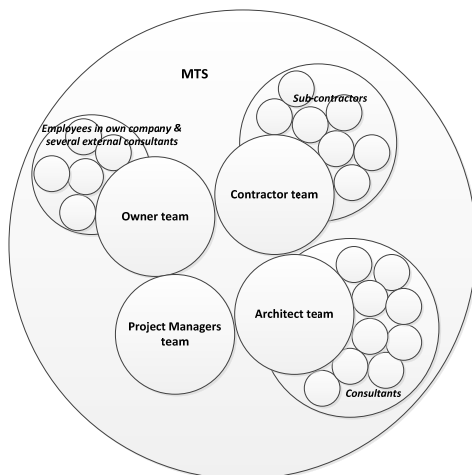 MTS
Sub-contractors
Employees in own company &
several external consultants
Contractor team
Owner team
Architect team
Project Managers
team
Consultants